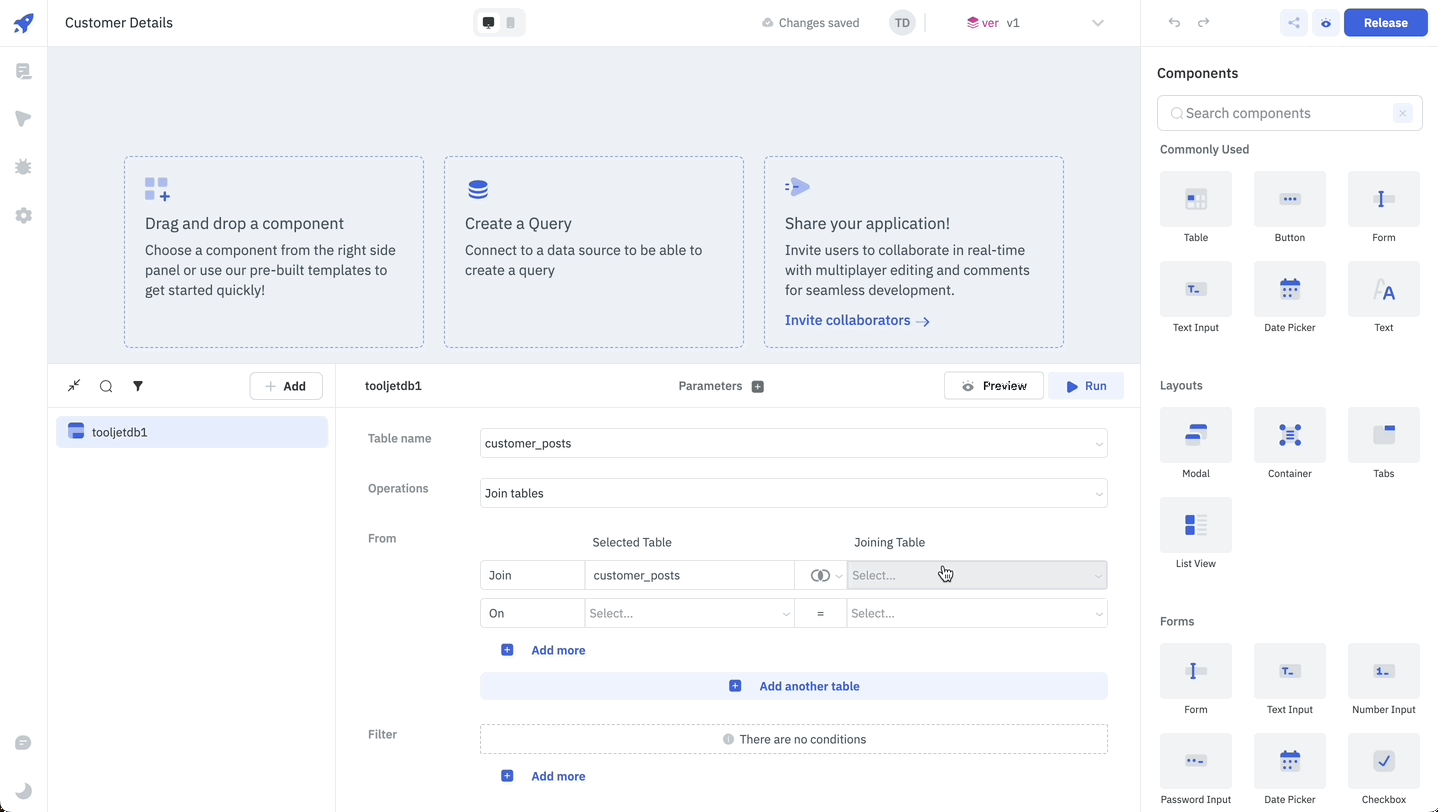 Customer Details
Changes saved
TD
ver v1
Release
Drag and drop a component
Choose a component from the right side
panel or use our pre-built templates to
get started quickly!
Create a Query
Connect to a data source to be able to
create a query
Share your application!
Invite users to collaborate in real-time
with multiplayer editing and comments
for seamless development.
Invite collaborators →
Add
tooljetdb1
tooljetdb1
Parameters
Preview
Run
Table name
customer_posts
Operations
Join tables
From
Selected Table
Joining Table
Join
customer_posts
Select...
On
Select...
=
Select...
Add more
Add another table
Filter
There are no conditions
Add more
Components
Search components
Commonly Used
Table
Button
Form
Text Input
Date Picker
Text
Layouts
Modal
Container
Tabs
List View
Forms
Form
Text Input
Number Input
Password Input
Date Picker
Checkbox